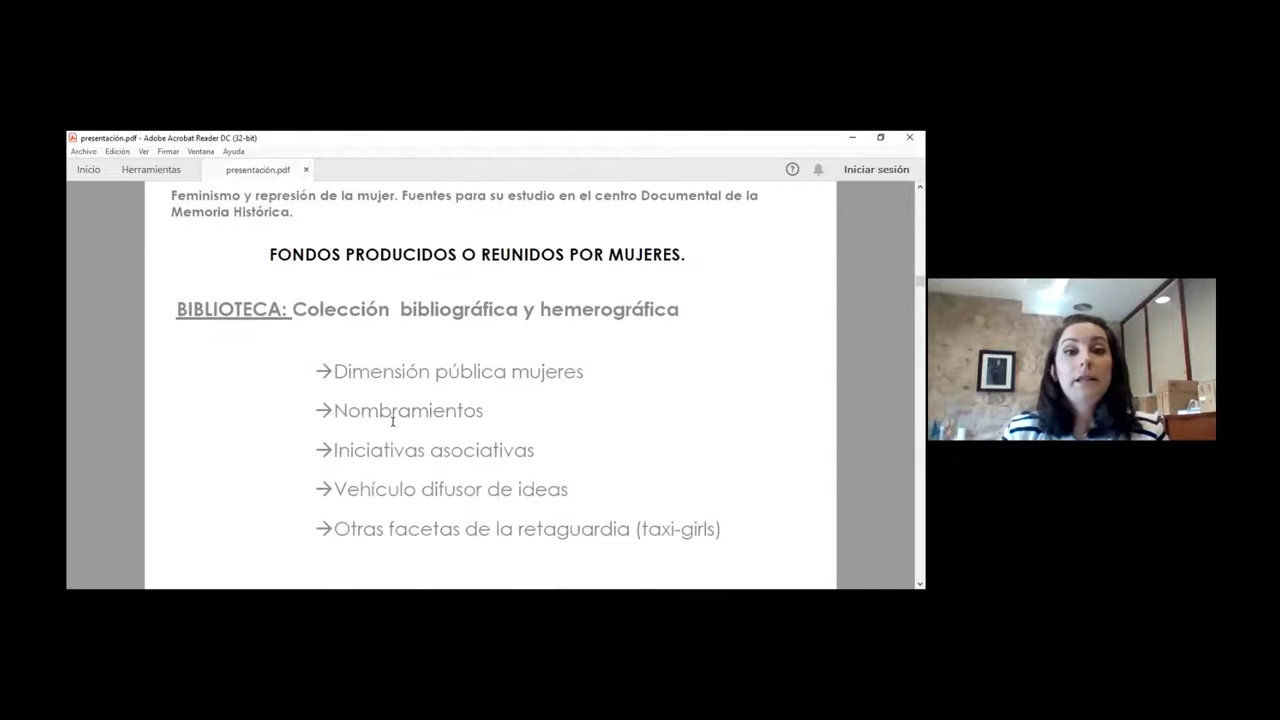 presentación.pdf - Adobe Acrobat Reader DC (32-bit)
Archivo Edición Ver Firmar Ventana Ayuda
Inicio Herramientas presentación.pdf Iniciar sesión
Feminismo y represión de la mujer. Fuentes para su estudio en el centro Documental de la
Memoria Histórica.
FONDOS PRODUCIDOS O REUNIDOS POR MUJERES.
BIBLIOTECA: Colección bibliográfica y hemerográfica
→Dimensión pública mujeres
→Nombramientos
→Iniciativas asociativas
→Vehículo difusor de ideas
→Otras facetas de la retaguardia (taxi-girls)